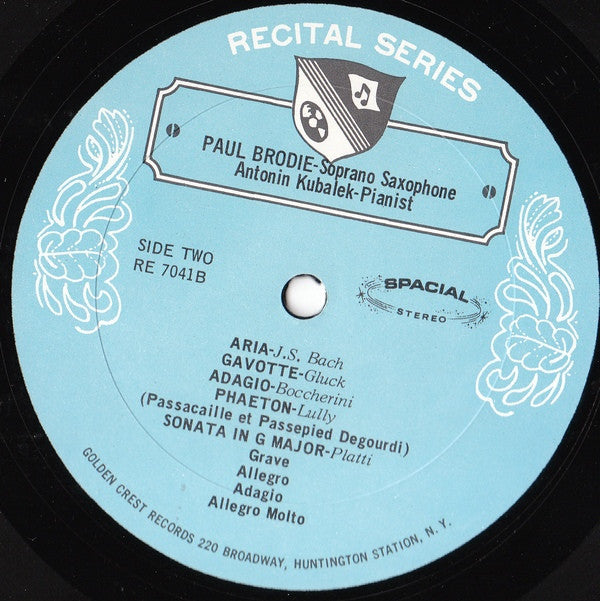 RECITAL SERIES
PAUL BRODIE-Soprano Saxophone
Antonin Kubalek-Pianist
SIDE TWO
RE 7041B
SPACIAL
STEREO
ARIA-J.S. Bach
GAVOTTE-Gluck
ADAGIO-Boccherini
PHAETON-Lully
(Passacaille et Passepied Degourdi)
SONATA IN G MAJOR-Platti
Grave
Allegro
Adagio
Allegro Molto
GOLDEN CREST RECORDS 220 BROADWAY, HUNTINGTON STATION, N.Y.